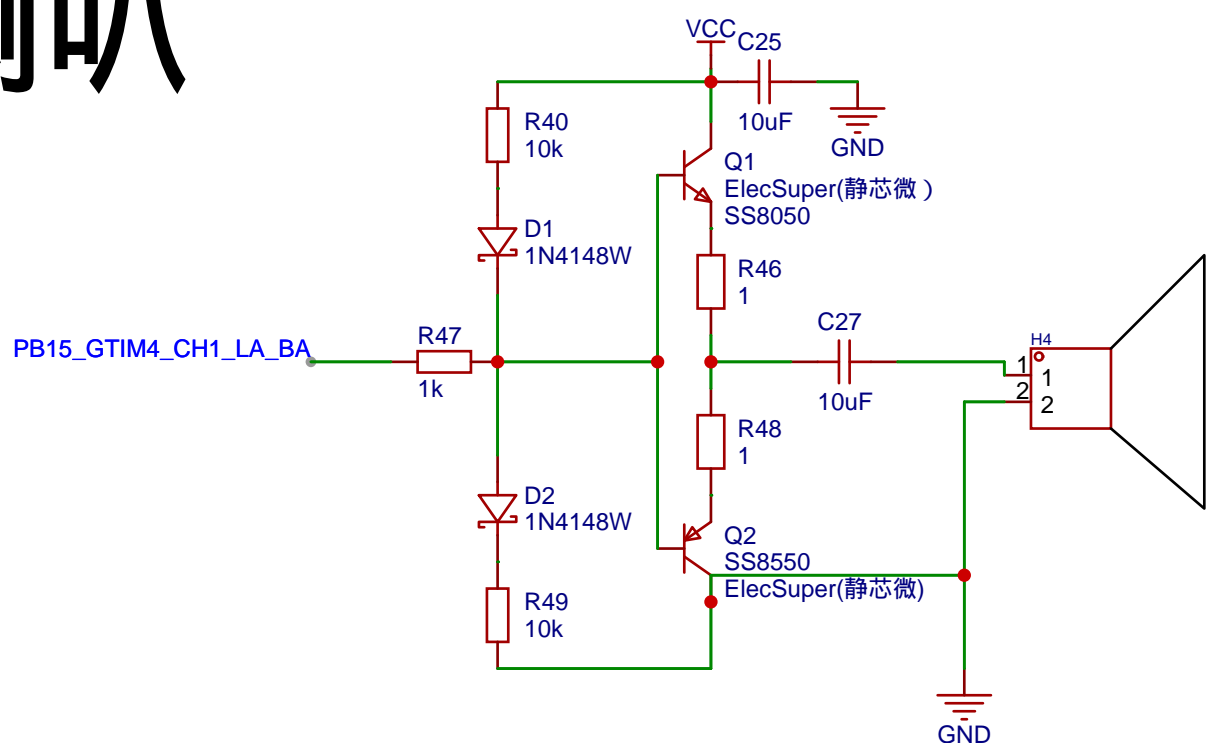 喇叭
VCC
C25
10uF
GND
R40
10k
Q1
ElecSuper(静芯微）
SS8050
D1
1N4148W
R46
1
PB15_GTIM4_CH1_LA_BA
R47
1k
C27
10uF
H4
1
1
2
2
R48
1
D2
1N4148W
Q2
SS8550
ElecSuper(静芯微)
R49
10k
GND